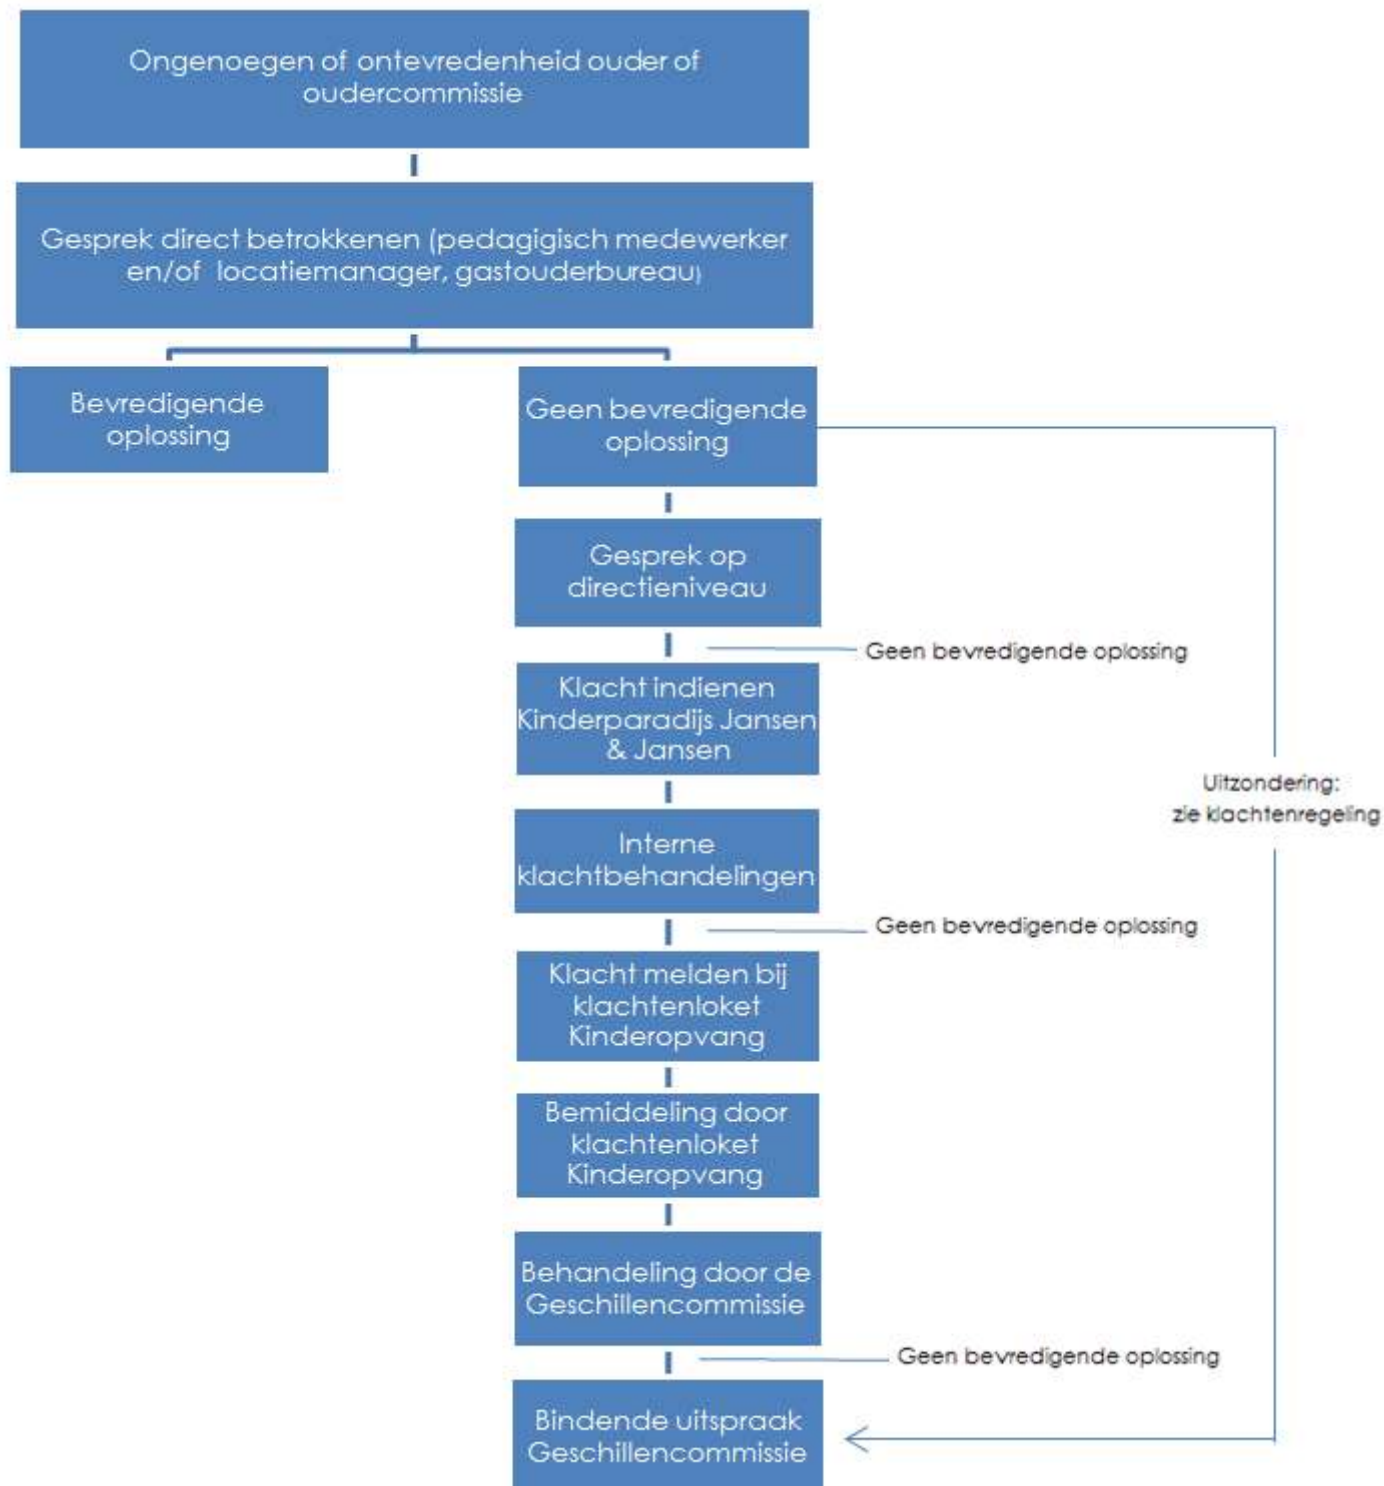 Ongenoegen of ontevredenheid ouder of
oudercommissie
Gesprek direct betrokkenen (pedagigisch medewerker
en/of locatiemanager, gastouderbureau)
Bevredigende
oplossing
Geen bevredigende
oplossing
Gesprek op
directieniveau
Geen bevredigende oplossing
Klacht indienen
Kinderparadijs Jansen
& Jansen
Uitzondering:
zie klachtenregeling
Interne
klachtbehandelingen
Geen bevredigende oplossing
Klacht melden bij
klachtenloket
Kinderopvang
Bemiddeling door
klachtenloket
Kinderopvang
Behandeling door de
Geschillencommissie
Geen bevredigende oplossing
Bindende uitspraak
Geschillencommissie